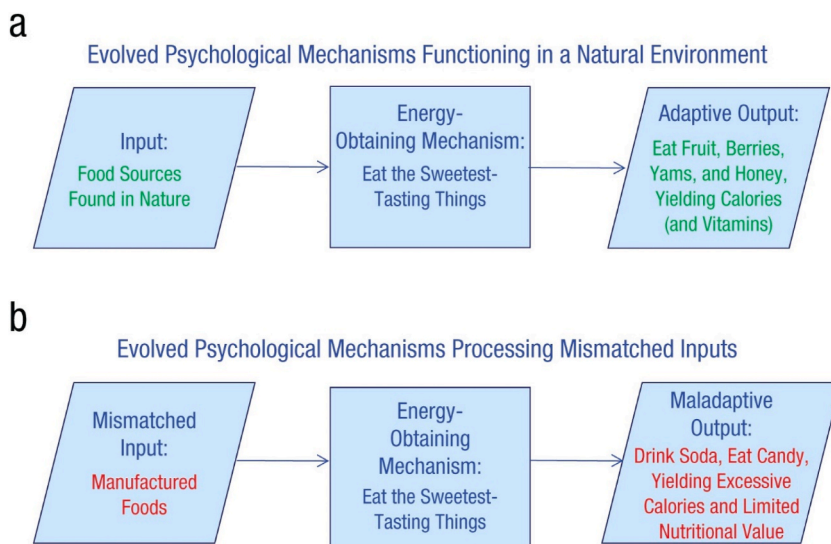 a
Evolved Psychological Mechanisms Functioning in a Natural Environment
Input:
Food Sources
Found in Nature
Energy-
Obtaining Mechanism:
Eat the Sweetest-
Tasting Things
Adaptive Output:
Eat Fruit, Berries,
Yams, and Honey,
Yielding Calories
(and Vitamins)
b
Evolved Psychological Mechanisms Processing Mismatched Inputs
Mismatched
Input:
Manufactured
Foods
Energy-
Obtaining
Mechanism:
Eat the Sweetest-
Tasting Things
Maladaptive
Output:
Drink Soda, Eat Candy,
Yielding Excessive
Calories and Limited
Nutritional Value